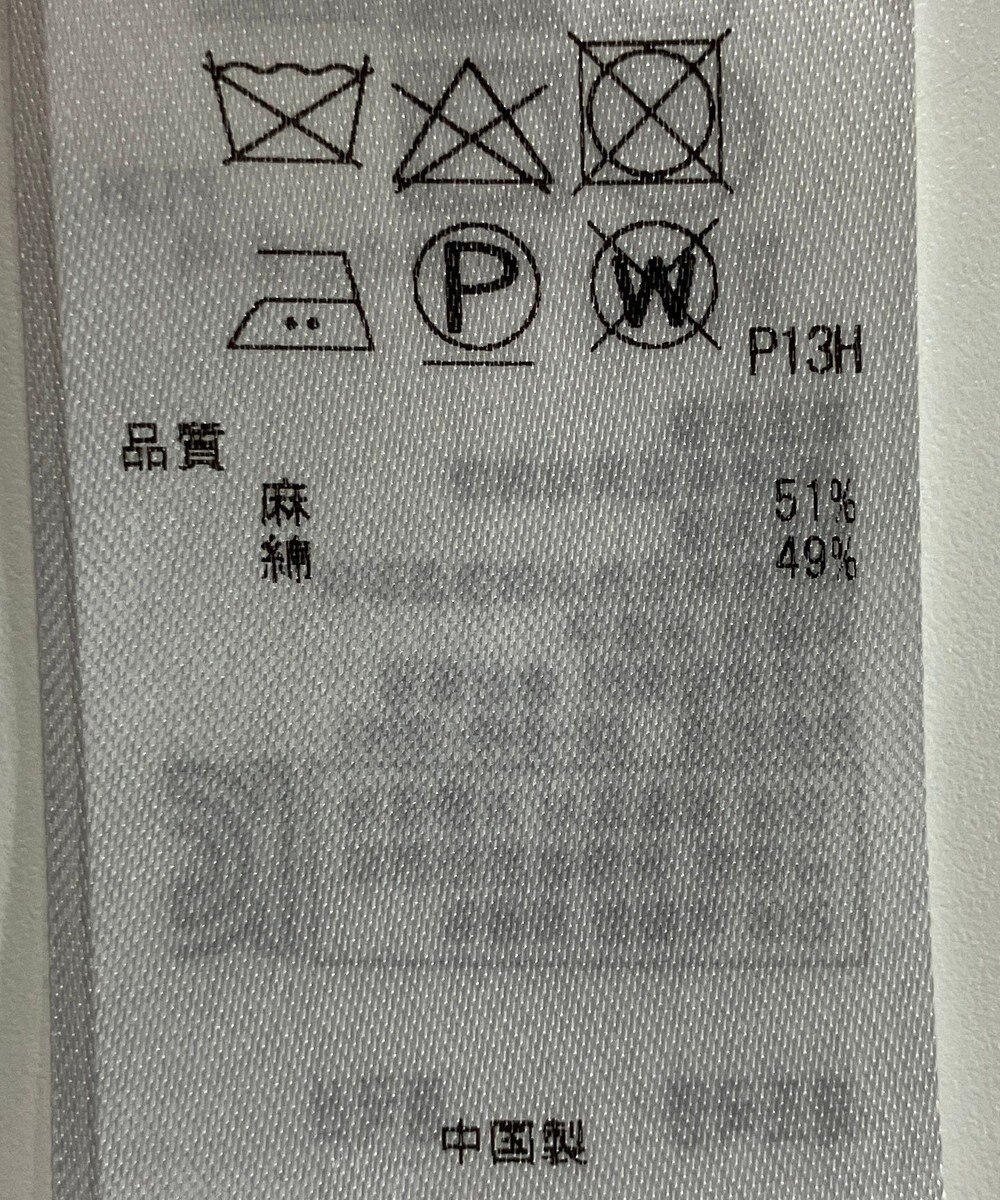 P W
P13H
品質
麻 51%
綿 49%
中国製